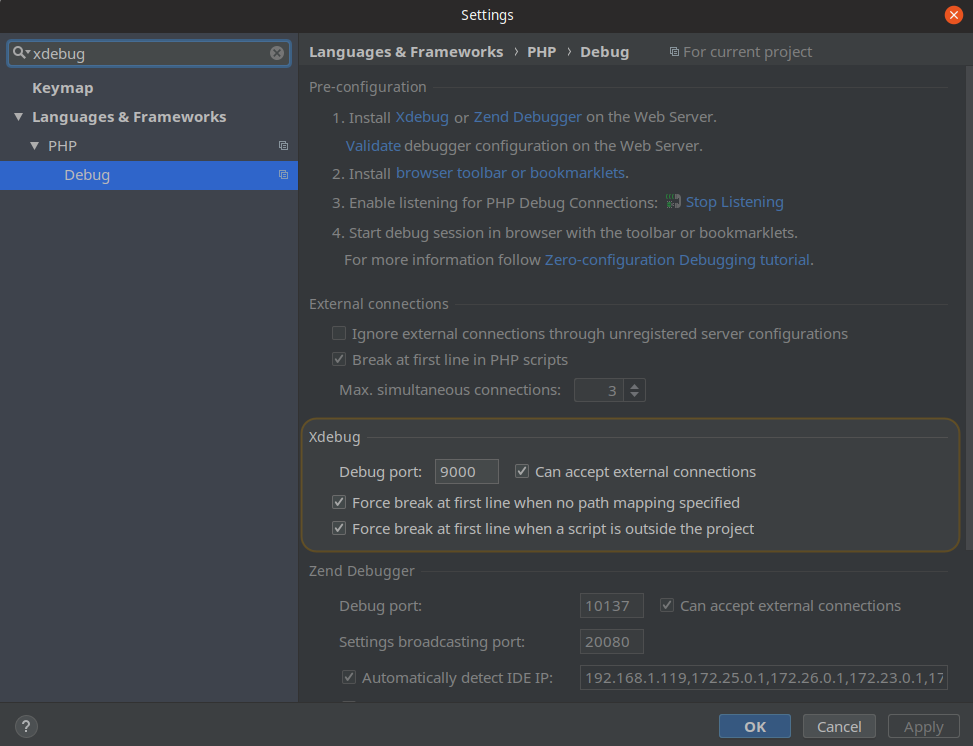 Settings
xdebug
Keymap
Languages & Frameworks
PHP
Debug
Languages & Frameworks › PHP › Debug For current project
Pre-configuration
1. Install Xdebug or Zend Debugger on the Web Server.
Validate debugger configuration on the Web Server.
2. Install browser toolbar or bookmarklets.
3. Enable listening for PHP Debug Connections: Stop Listening
4. Start debug session in browser with the toolbar or bookmarklets.
For more information follow Zero-configuration Debugging tutorial.
External connections
Ignore external connections through unregistered server configurations
Break at first line in PHP scripts
Max. simultaneous connections: 3
Xdebug
Debug port: 9000 Can accept external connections
Force break at first line when no path mapping specified
Force break at first line when a script is outside the project
Zend Debugger
Debug port: 10137 Can accept external connections
Settings broadcasting port: 20080
Automatically detect IDE IP: 192.168.1.119,172.25.0.1,172.26.0.1,172.23.0.1,17
? OK Cancel Apply